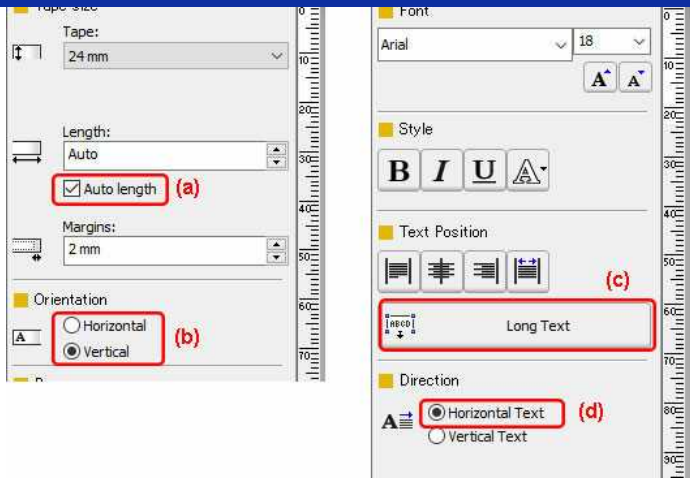 Tape size
Tape:
24 mm
Length:
Auto
Auto length
(a)
Margins:
2 mm
Orientation
A
Horizontal
Vertical
(b)
0
10
20
30
40
50
60
70
Font
Arial
18
A A
Style
B I U A
Text Position
(c)
ABCD
Long Text
Direction
A
Horizontal Text
(d)
Vertical Text
0
10
20
30
40
50
60
70
80
90